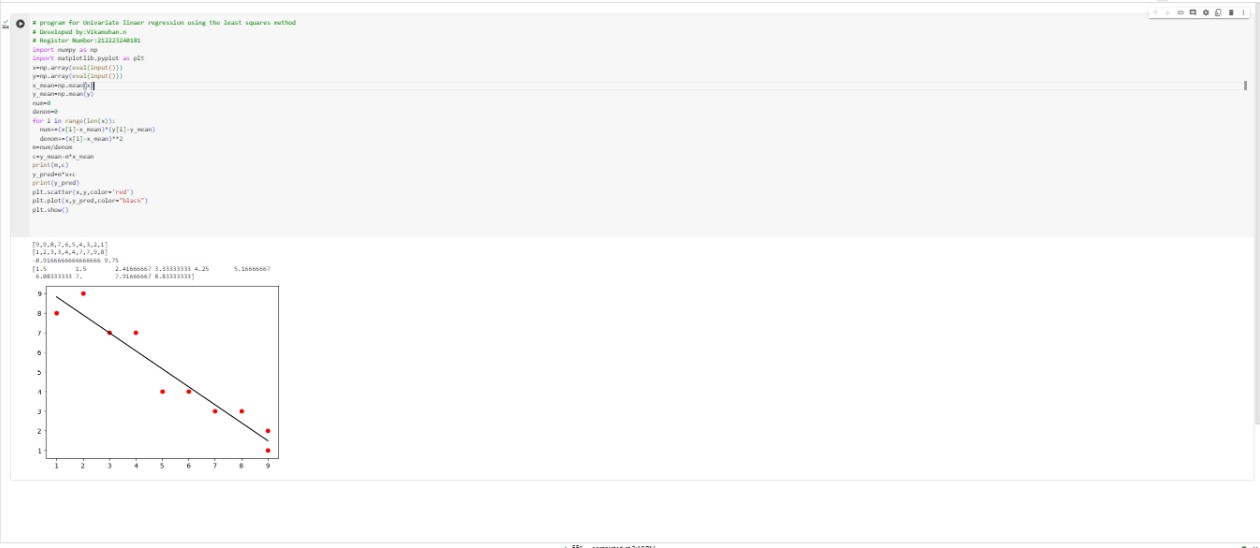 # program for Univariate linaer regression using the least squares method
# Developed by:Vikamuhan.n
# Register Number:212223240181
import numpy as np
import matplotlib.pyplot as plt
x=np.array(eval(input()))
y=np.array(eval(input()))
x_mean=np.mean(x)
y_mean=np.mean(y)
num=0
denom=0
for i in range(len(x)):
num+=(x[i]-x_mean)*(y[i]-y_mean)
denom+=(x[i]-x_mean)**2
m=num/denom
c=y_mean-m*x_mean
print(m,c)
y_pred=m*x+c
print(y_pred)
plt.scatter(x,y,color='red')
plt.plot(x,y_pred,color="black")
plt.show()
[9,9,8,7,6,5,4,3,2,1]
[1,2,3,3,4,4,7,7,9,8]
-0.9166666666666666 9.75
[1.5 1.5 2.41666667 3.33333333 4.25 5.16666667
6.08333333 7. 7.91666667 8.83333333]
9
8
7
6
5
4
3
2
1
1 2 3 4 5 6 7 8 9